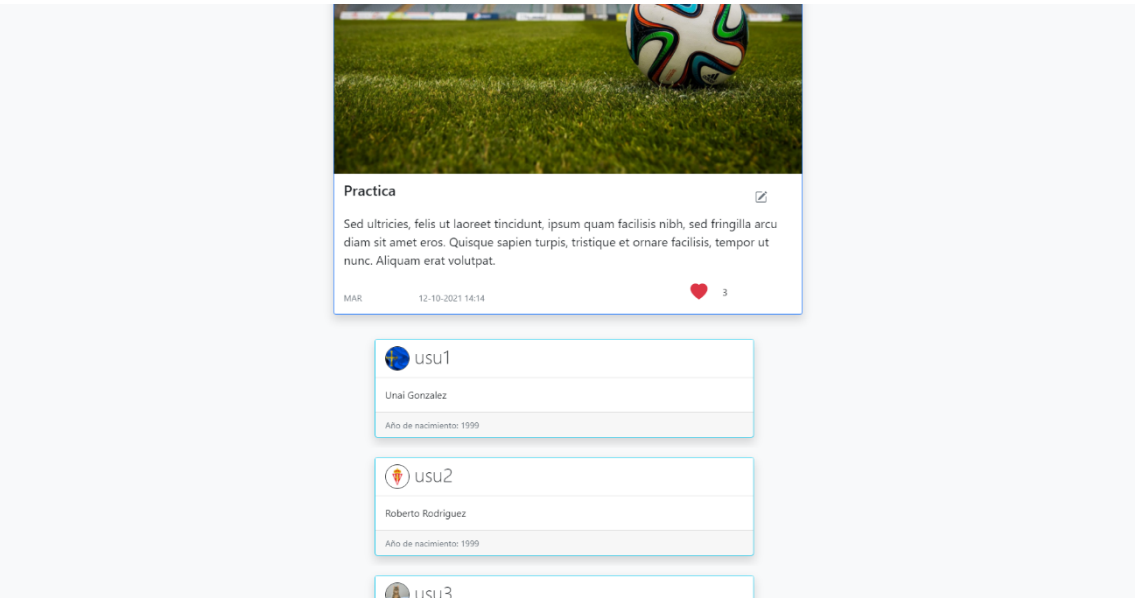 Practica
Sed ultricies, felis ut laoreet tincidunt, ipsum quam facilisis nibh, sed fringilla arcu
diam sit amet eros. Quisque sapien turpis, tristique et ornare facilisis, tempor ut
nunc. Aliquam erat volutpat.
MAR 12-10-2021 14:14 3
usu1
Unai Gonzalez
Año de nacimiento: 1999
usu2
Roberto Rodriguez
Año de nacimiento: 1999
usu3